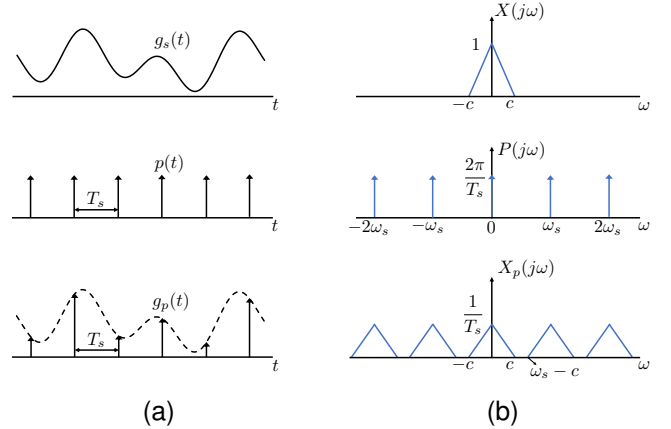 g_s(t)
t
p(t)
T_s
t
g_p(t)
T_s
t
(a)
X(jω)
1
−c c ω
P(jω)
2π
T_s
−2ω_s −ω_s 0 ω_s 2ω_s ω
X_p(jω)
1
T_s
−c c ω_s − c ω
(b)